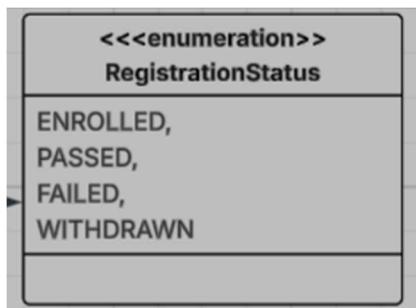 <<<enumeration>>
RegistrationStatus
ENROLLED,
PASSED,
FAILED,
WITHDRAWN